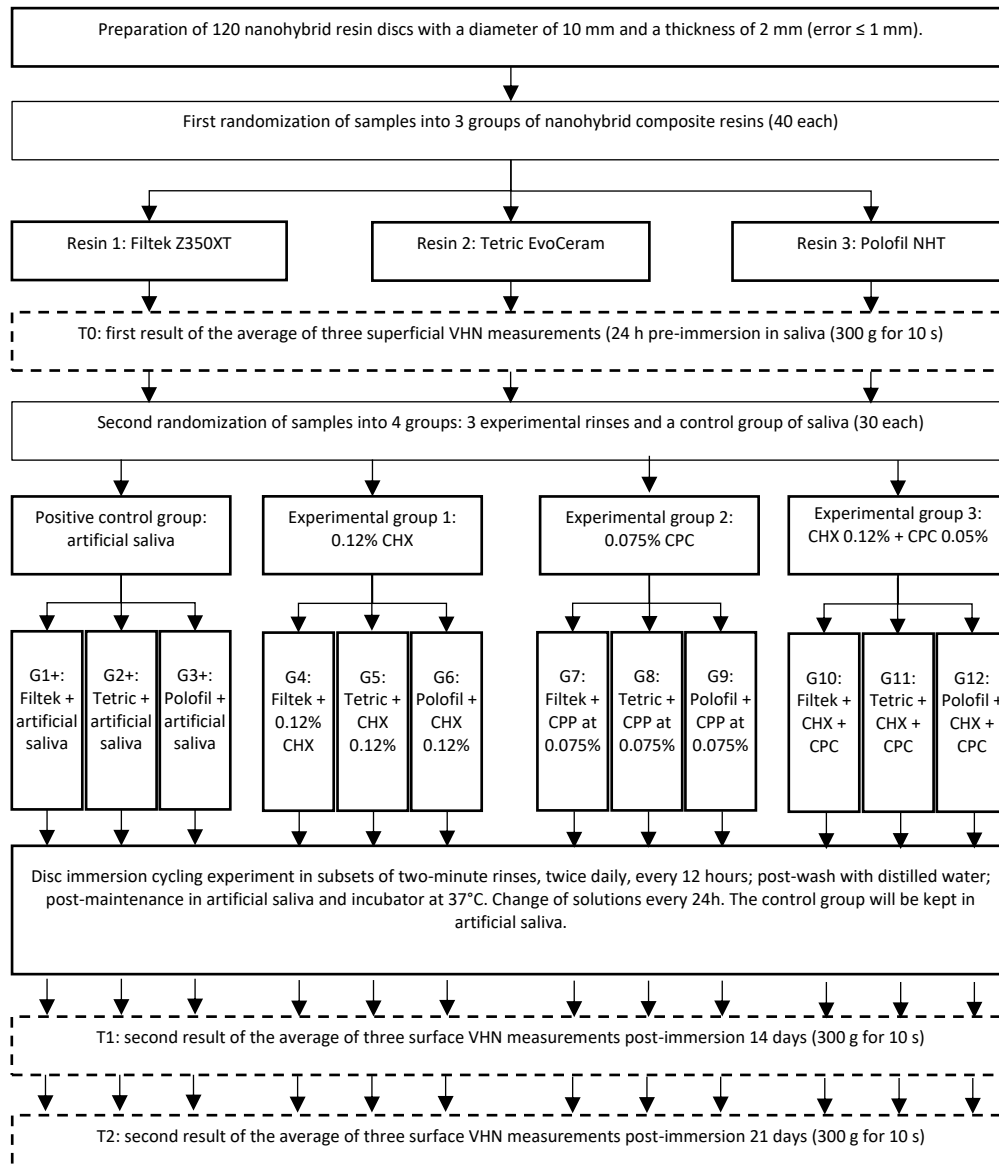 Preparation of 120 nanohybrid resin discs with a diameter of 10 mm and a thickness of 2 mm (error ≤ 1 mm).
First randomization of samples into 3 groups of nanohybrid composite resins (40 each)
Resin 1: Filtek Z350XT
Resin 2: Tetric EvoCeram
Resin 3: Polofil NHT
T0: first result of the average of three superficial VHN measurements (24 h pre-immersion in saliva (300 g for 10 s)
Second randomization of samples into 4 groups: 3 experimental rinses and a control group of saliva (30 each)
Positive control group:
artificial saliva
Experimental group 1:
0.12% CHX
Experimental group 2:
0.075% CPC
Experimental group 3:
CHX 0.12% + CPC 0.05%
G1+:
Filtek +
artificial
saliva
G2+:
Tetric +
artificial
saliva
G3+:
Polofil +
artificial
saliva
G4:
Filtek +
0.12%
CHX
G5:
Tetric +
CHX
0.12%
G6:
Polofil +
CHX
0.12%
G7:
Filtek +
CPP at
0.075%
G8:
Tetric +
CPP at
0.075%
G9:
Polofil +
CPP at
0.075%
G10:
Filtek +
CHX +
CPC
G11:
Tetric +
CHX +
CPC
G12:
Polofil +
CHX +
CPC
Disc immersion cycling experiment in subsets of two-minute rinses, twice daily, every 12 hours; post-wash with distilled water;
post-maintenance in artificial saliva and incubator at 37°C. Change of solutions every 24h. The control group will be kept in
artificial saliva.
T1: second result of the average of three surface VHN measurements post-immersion 14 days (300 g for 10 s)
T2: second result of the average of three surface VHN measurements post-immersion 21 days (300 g for 10 s)